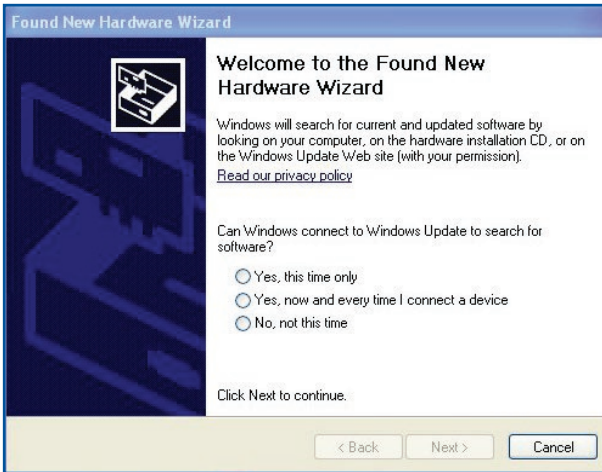 Found New Hardware Wizard
Welcome to the Found New
Hardware Wizard
Windows will search for current and updated software by
looking on your computer, on the hardware installation CD, or on
the Windows Update Web site (with your permission).
Read our privacy policy
Can Windows connect to Windows Update to search for
software?
Yes, this time only
Yes, now and every time I connect a device
No, not this time
Click Next to continue.
< Back Next > Cancel